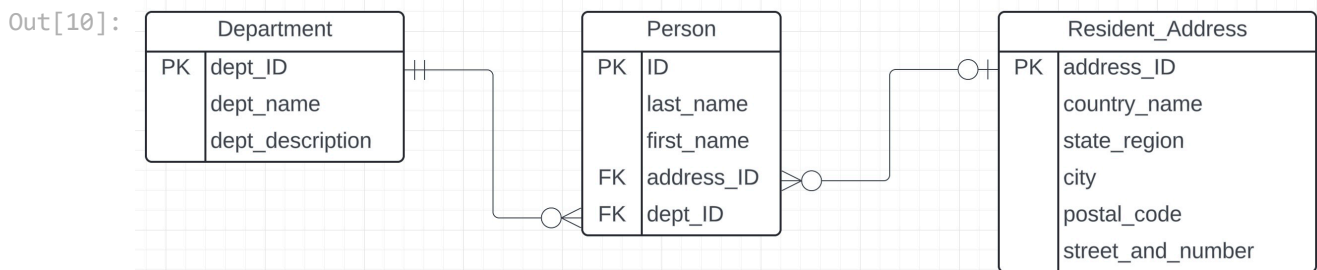 Out[10]:
Department
PK dept_ID
dept_name
dept_description
Person
PK ID
last_name
first_name
FK address_ID
FK dept_ID
Resident_Address
PK address_ID
country_name
state_region
city
postal_code
street_and_number